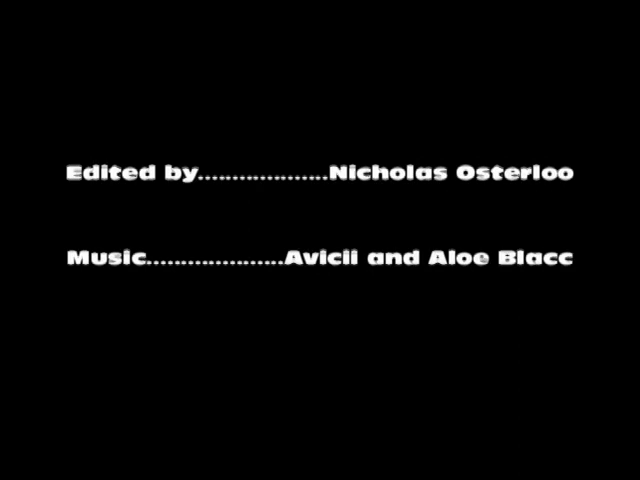 Edited by...................Nicholas Osterloo
Music....................Avicii and Aloe Blacc